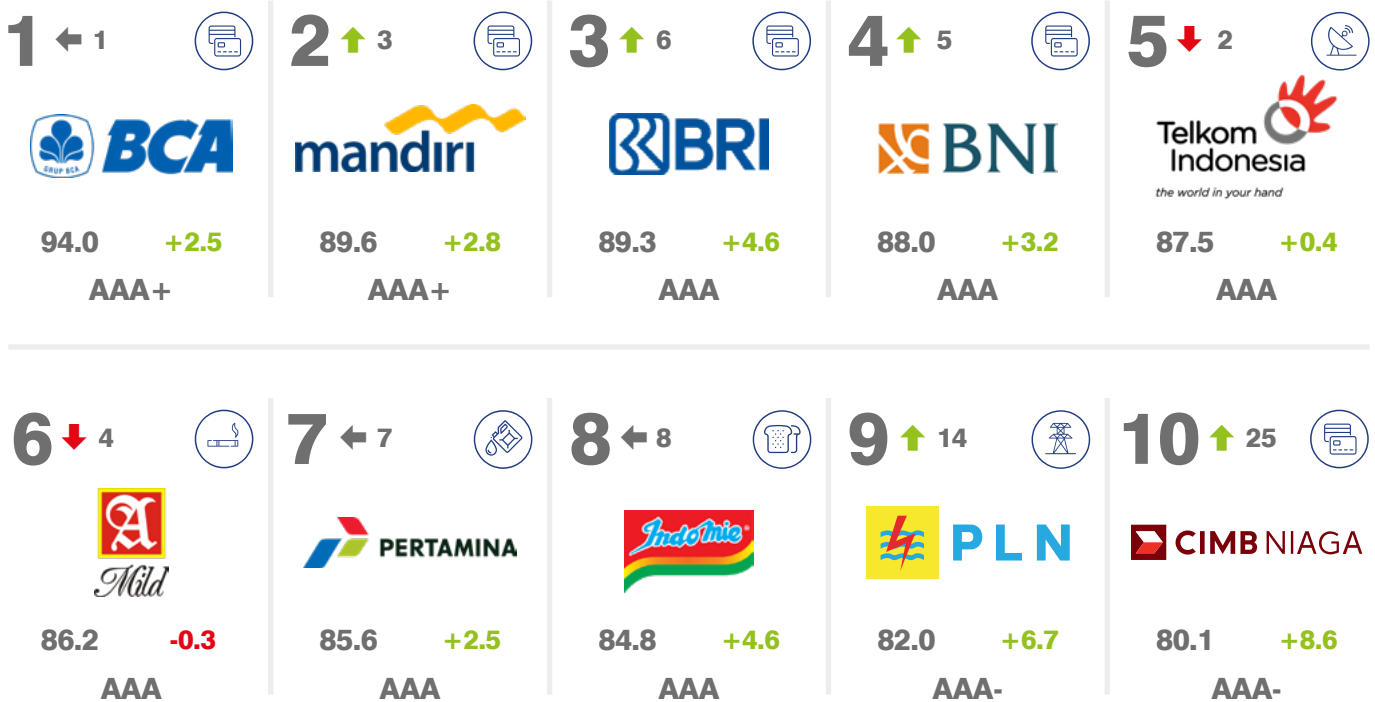 1 1
GRUP BCA BCA
94.0 +2.5
AAA+
2 3
mandiri
89.6 +2.8
AAA+
3 6
BRI
89.3 +4.6
AAA
4 5
BNI
88.0 +3.2
AAA
5 2
Telkom
Indonesia
the world in your hand
87.5 +0.4
AAA
6 4
A
Mild
86.2 -0.3
AAA
7 7
PERTAMINA
85.6 +2.5
AAA
8 8
Indomie
84.8 +4.6
AAA
9 14
PLN
82.0 +6.7
AAA-
10 25
CIMB NIAGA
80.1 +8.6
AAA-